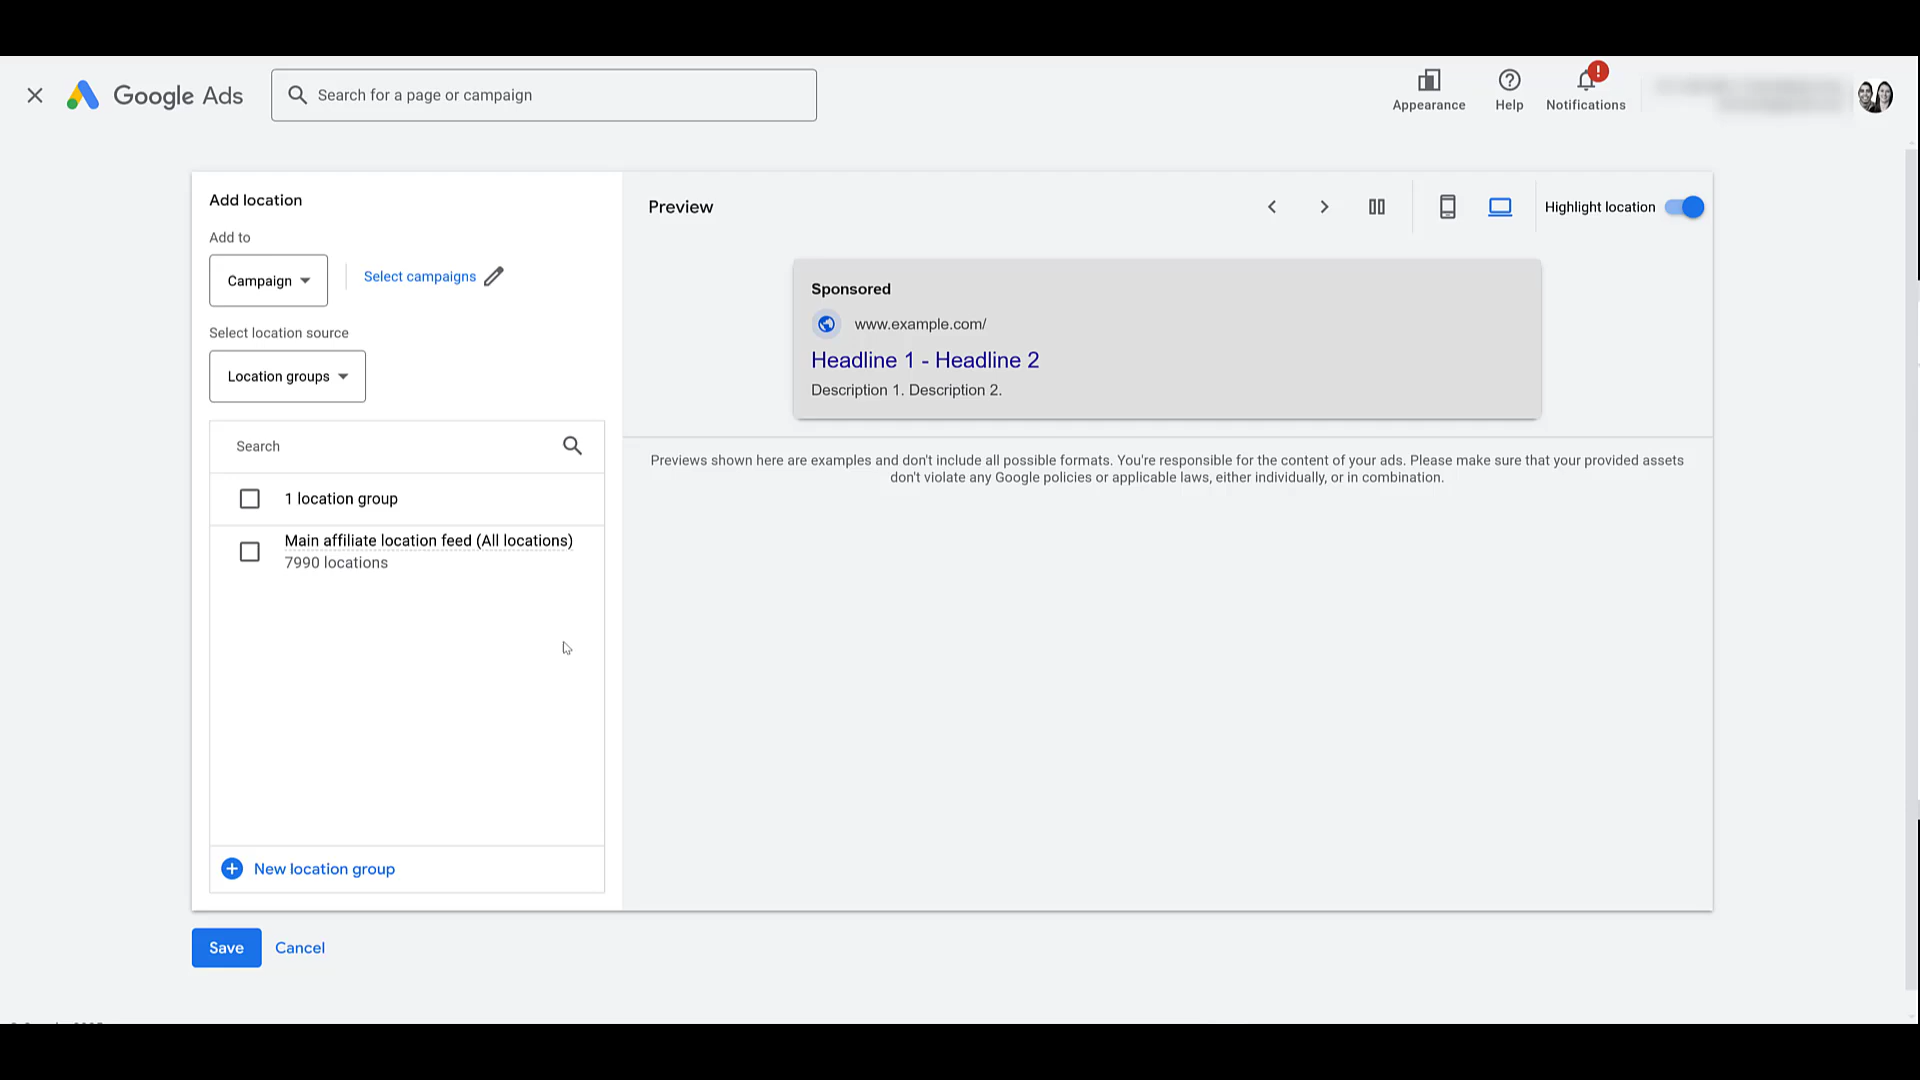 Google Ads
Search for a page or campaign
Appearance
Help
!
Notifications
Add location
Add to
Campaign
Select campaigns
Select location source
Location groups
Search
1 location group
Main affiliate location feed (All locations)
7990 locations
New location group
Save
Cancel
Preview
Highlight location
Sponsored
www.example.com/
Headline 1 - Headline 2
Description 1. Description 2.
Previews shown here are examples and don't include all possible formats. You're responsible for the content of your ads. Please make sure that your provided assets
don't violate any Google policies or applicable laws, either individually, or in combination.